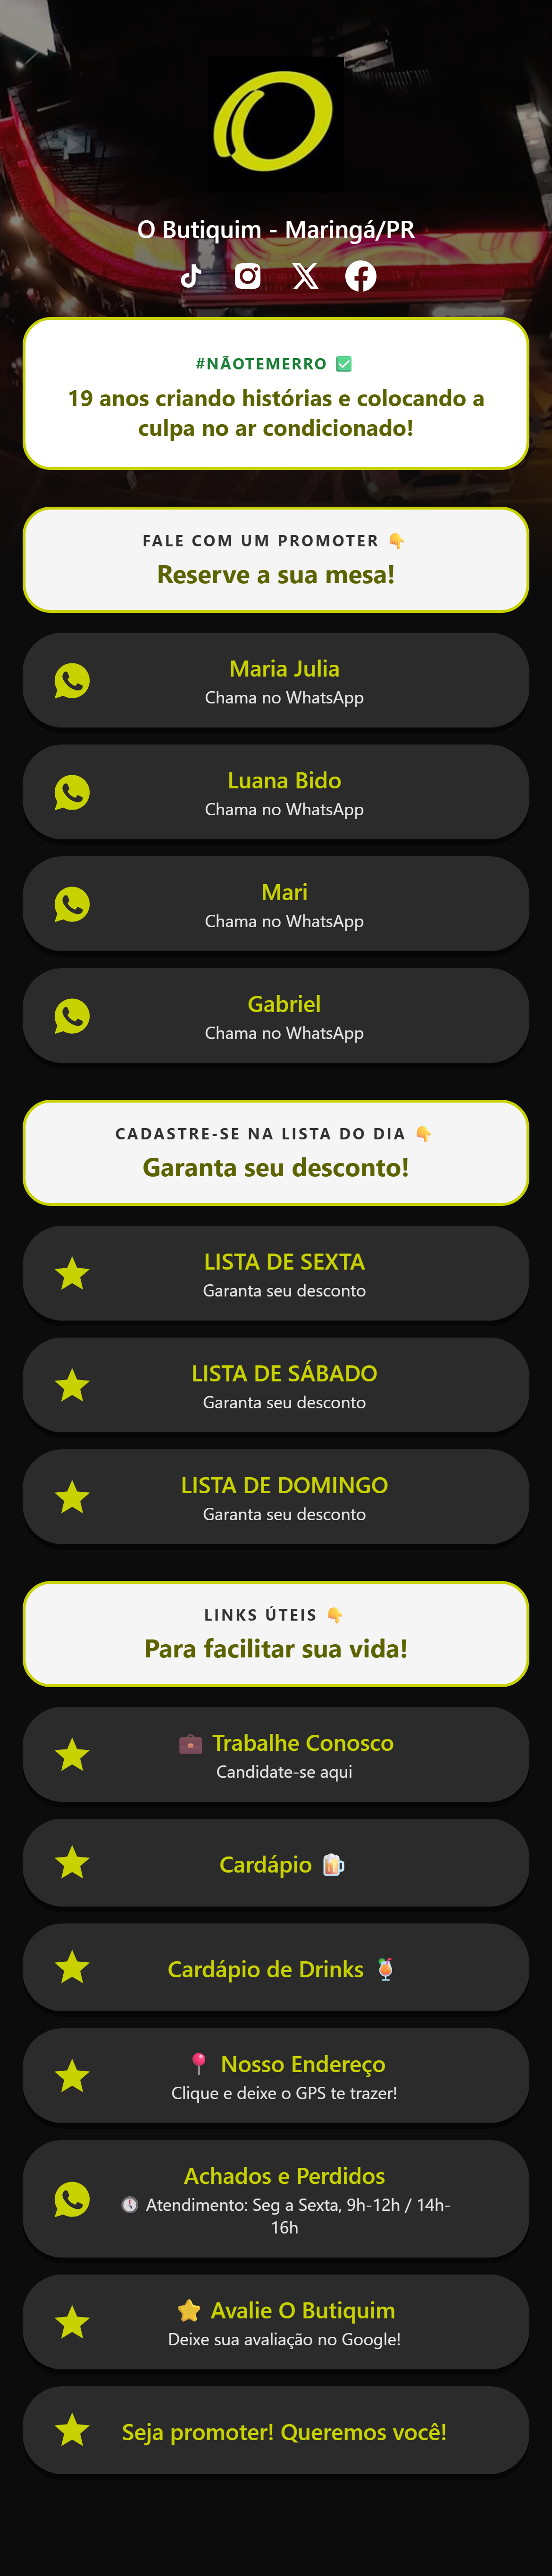 O Butiquim - Maringá/PR
#NÃOTEMERRO ✅
19 anos criando histórias e colocando a
culpa no ar condicionado!
FALE COM UM PROMOTER 👇
Reserve a sua mesa!
Maria Julia
Chama no WhatsApp
Luana Bido
Chama no WhatsApp
Mari
Chama no WhatsApp
Gabriel
Chama no WhatsApp
CADASTRE-SE NA LISTA DO DIA 👇
Garanta seu desconto!
LISTA DE SEXTA
Garanta seu desconto
LISTA DE SÁBADO
Garanta seu desconto
LISTA DE DOMINGO
Garanta seu desconto
LINKS ÚTEIS 👇
Para facilitar sua vida!
💼 Trabalhe Conosco
Candidate-se aqui
Cardápio 🍺
Cardápio de Drinks 🍹
📍 Nosso Endereço
Clique e deixe o GPS te trazer!
Achados e Perdidos
🕔 Atendimento: Seg a Sexta, 9h-12h / 14h-
16h
⭐ Avalie O Butiquim
Deixe sua avaliação no Google!
Seja promoter! Queremos você!